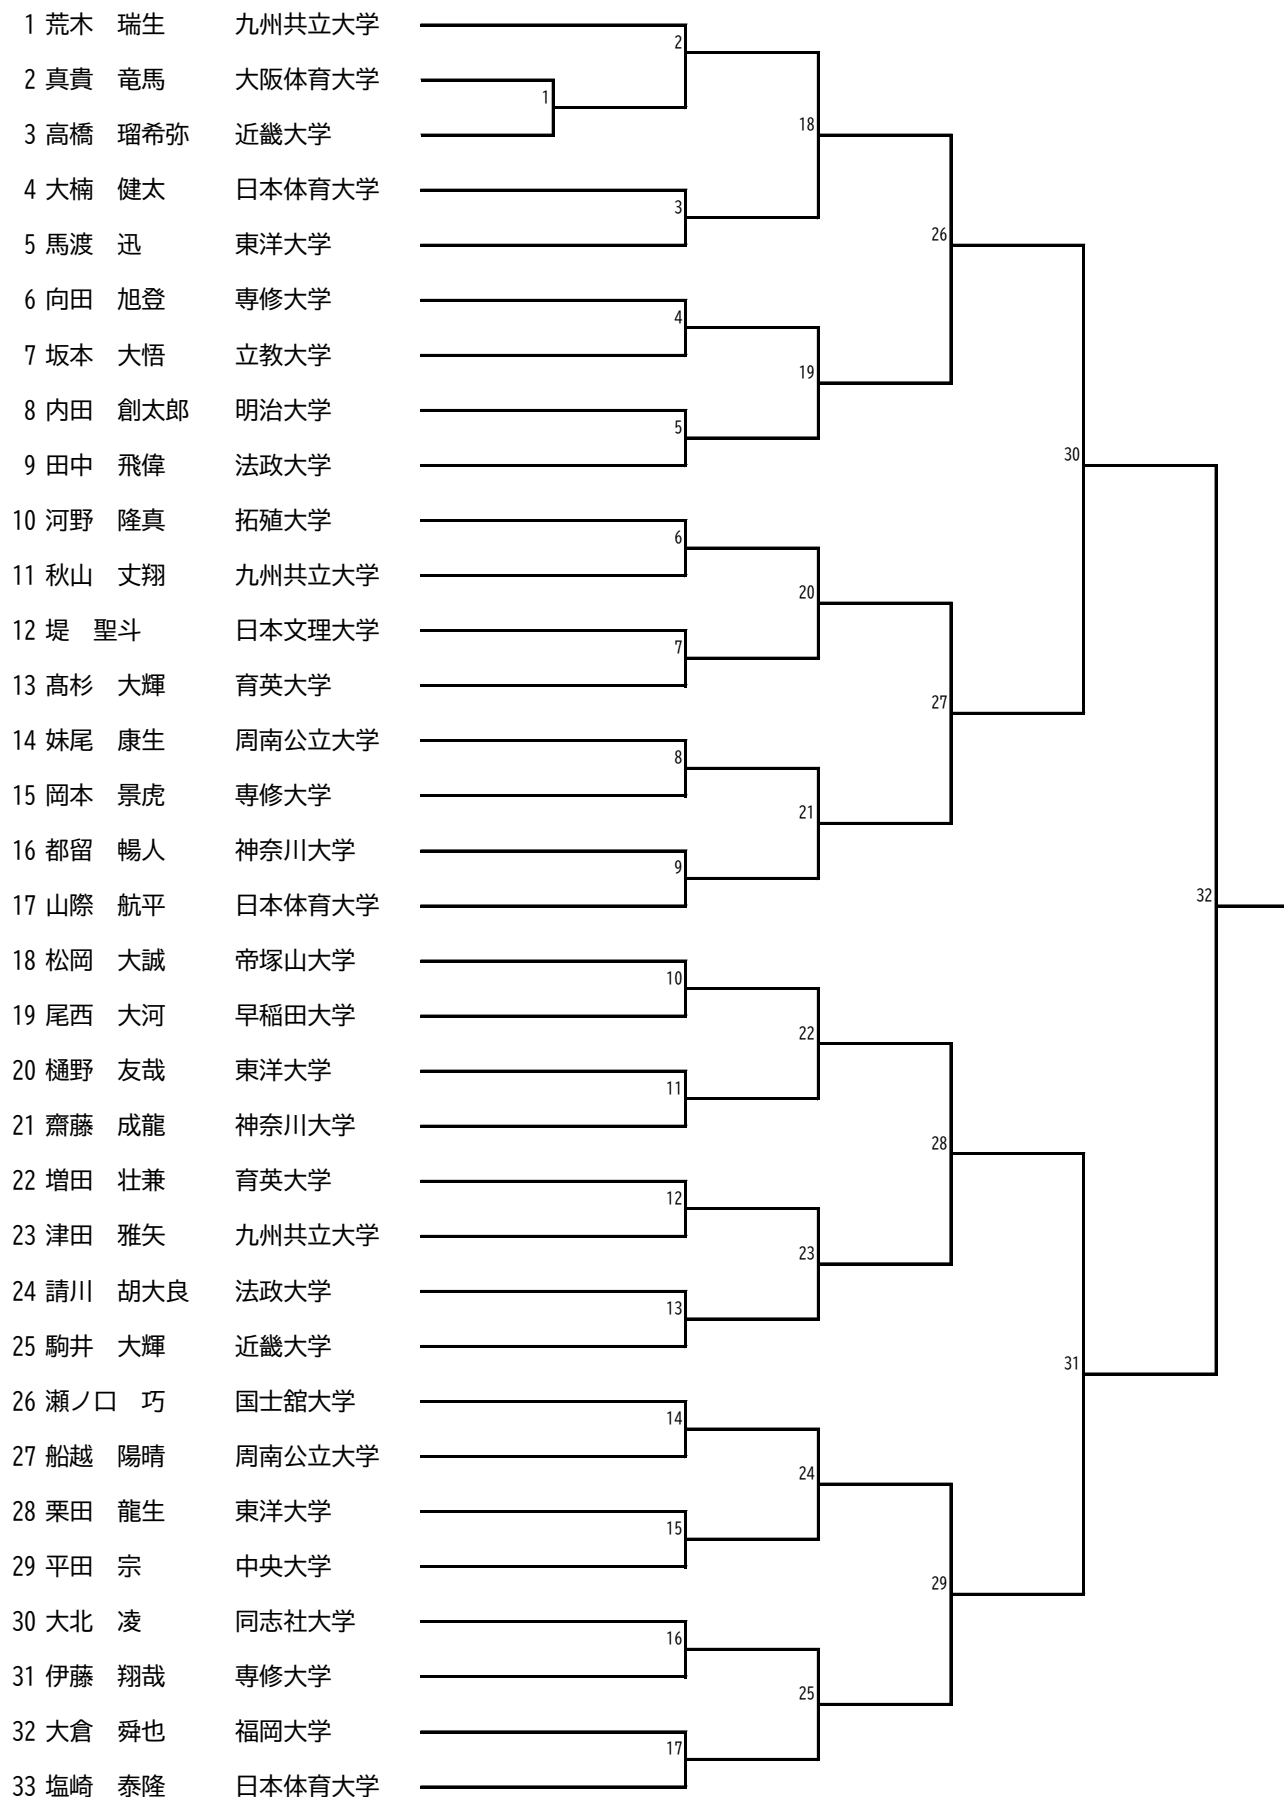 1 荒木　瑞生　九州共立大学
2
2 真貴　竜馬　大阪体育大学
1
3 高橋　瑠希弥　近畿大学
18
4 大楠　健太　日本体育大学
3
5 馬渡　迅　東洋大学
26
6 向田　旭登　専修大学
4
7 坂本　大悟　立教大学
19
8 内田　創太郎　明治大学
5
9 田中　飛偉　法政大学
30
10 河野　隆真　拓殖大学
6
11 秋山　丈翔　九州共立大学
20
12 堤　聖斗　日本文理大学
7
13 髙杉　大輝　育英大学
27
14 妹尾　康生　周南公立大学
8
15 岡本　景虎　専修大学
21
16 都留　暢人　神奈川大学
9
17 山際　航平　日本体育大学
32
18 松岡　大誠　帝塚山大学
10
19 尾西　大河　早稲田大学
22
20 樋野　友哉　東洋大学
11
21 齋藤　成龍　神奈川大学
28
22 増田　壮兼　育英大学
12
23 津田　雅矢　九州共立大学
23
24 請川　胡大良　法政大学
13
25 駒井　大輝　近畿大学
31
26 瀬ノ口　巧　国士舘大学
14
27 船越　陽晴　周南公立大学
24
28 栗田　龍生　東洋大学
15
29 平田　宗　中央大学
29
30 大北　凌　同志社大学
16
31 伊藤　翔哉　専修大学
25
32 大倉　舜也　福岡大学
17
33 塩崎　泰隆　日本体育大学